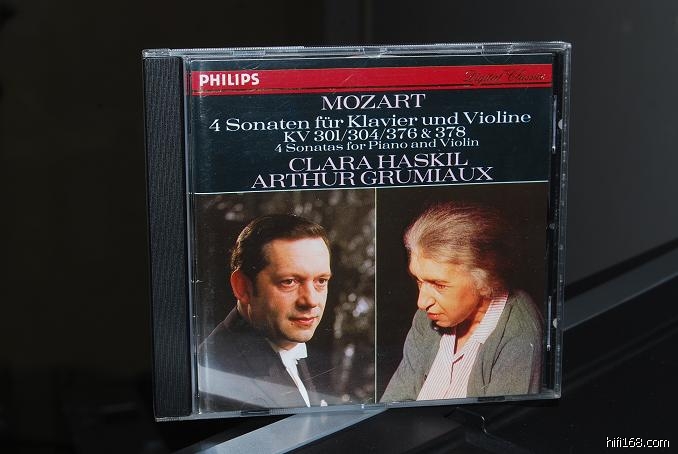 PHILIPS
Digital Classics
MOZART
4 Sonaten für Klavier und Violine
KV 301/304/376 & 378
4 Sonatas for Piano and Violin
CLARA HASKIL
ARTHUR GRUMIAUX
hifi168.com